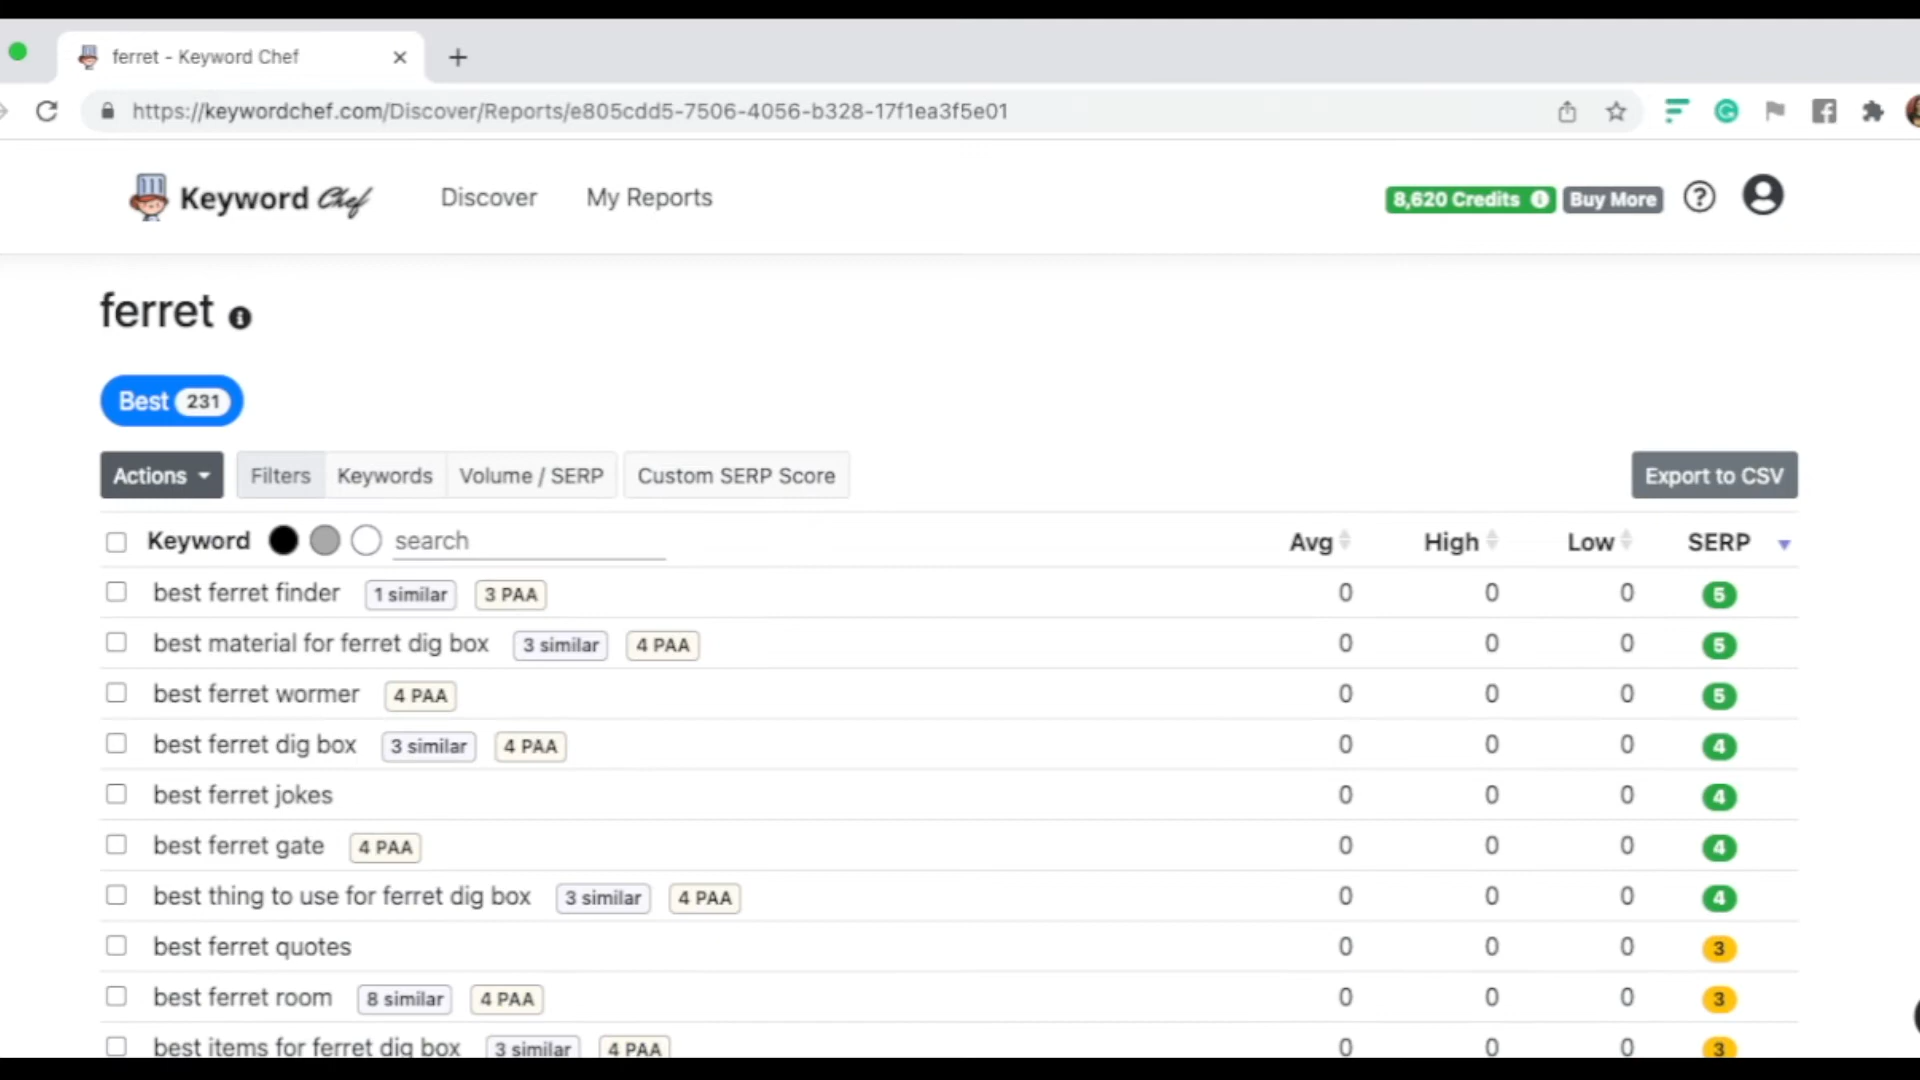 ferret - Keyword Chef
https://keywordchef.com/Discover/Reports/e805cdd5-7506-4056-b328-17f1ea3f5e01
Keyword Chef Discover My Reports 8,620 Credits Buy More
ferret
Best 231
Actions Filters Keywords Volume / SERP Custom SERP Score Export to CSV
Keyword search Avg High Low SERP
best ferret finder 1 similar 3 PAA 0 0 0 5
best material for ferret dig box 3 similar 4 PAA 0 0 0 5
best ferret wormer 4 PAA 0 0 0 5
best ferret dig box 3 similar 4 PAA 0 0 0 4
best ferret jokes 0 0 0 4
best ferret gate 4 PAA 0 0 0 4
best thing to use for ferret dig box 3 similar 4 PAA 0 0 0 4
best ferret quotes 0 0 0 3
best ferret room 8 similar 4 PAA 0 0 0 3
best items for ferret dig box 3 similar 4 PAA 0 0 0 3